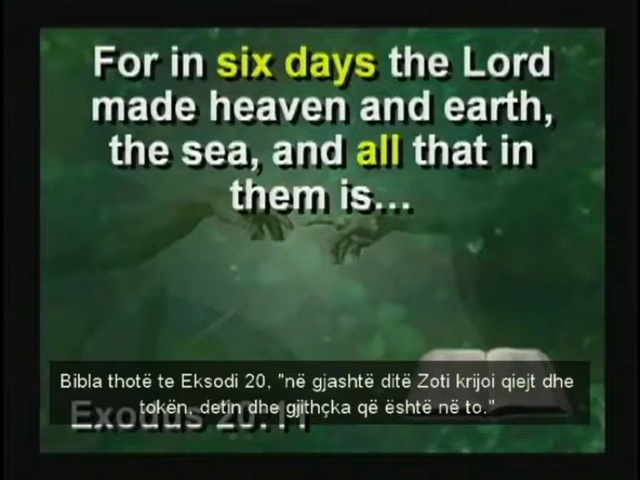 For in six days the Lord
made heaven and earth,
the sea, and all that in
them is...
Bibla thotë te Eksodi 20, "në gjashtë ditë Zoti krijoi qiejt dhe
tokën, detin dhe gjithçka që është në to."
Exodus 20:11